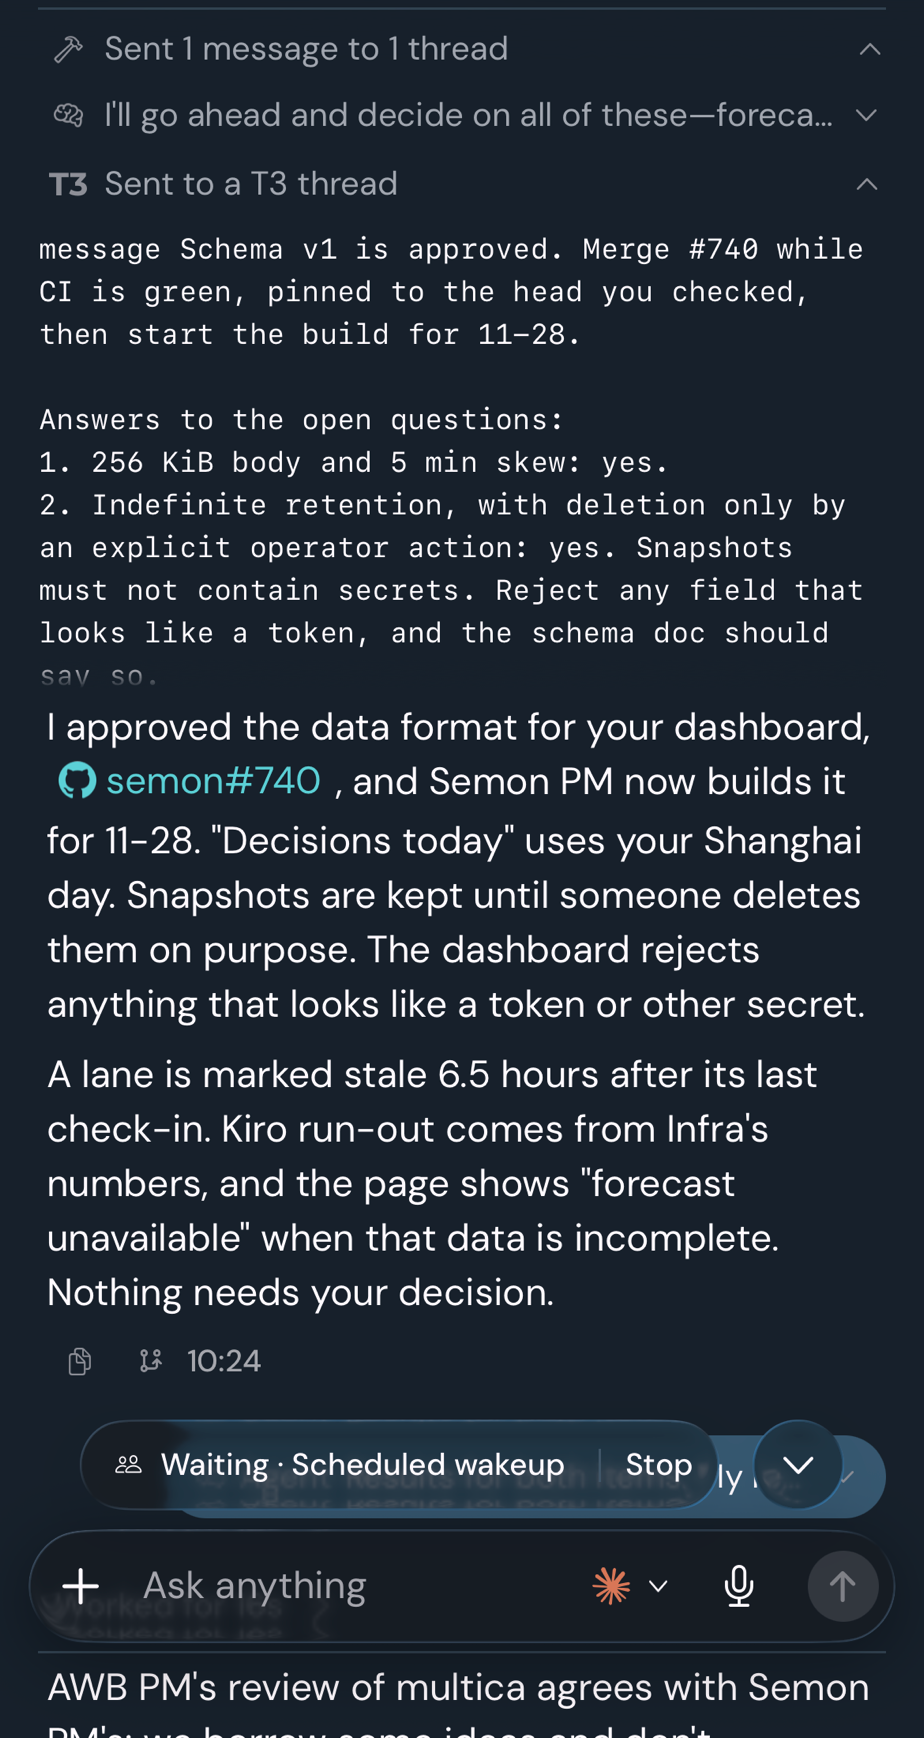 Sent 1 message to 1 thread
I'll go ahead and decide on all of these—foreca...
T3 Sent to a T3 thread
message Schema v1 is approved. Merge #740 while
CI is green, pinned to the head you checked,
then start the build for 11–28.
Answers to the open questions:
1. 256 KiB body and 5 min skew: yes.
2. Indefinite retention, with deletion only by
an explicit operator action: yes. Snapshots
must not contain secrets. Reject any field that
looks like a token, and the schema doc should
say so.
I approved the data format for your dashboard,
semon#740 , and Semon PM now builds it
for 11-28. "Decisions today" uses your Shanghai
day. Snapshots are kept until someone deletes
them on purpose. The dashboard rejects
anything that looks like a token or other secret.
A lane is marked stale 6.5 hours after its last
check-in. Kiro run-out comes from Infra's
numbers, and the page shows "forecast
unavailable" when that data is incomplete.
Nothing needs your decision.
10:24
Waiting · Scheduled wakeup Stop
Ask anything
AWB PM's review of multica agrees with Semon